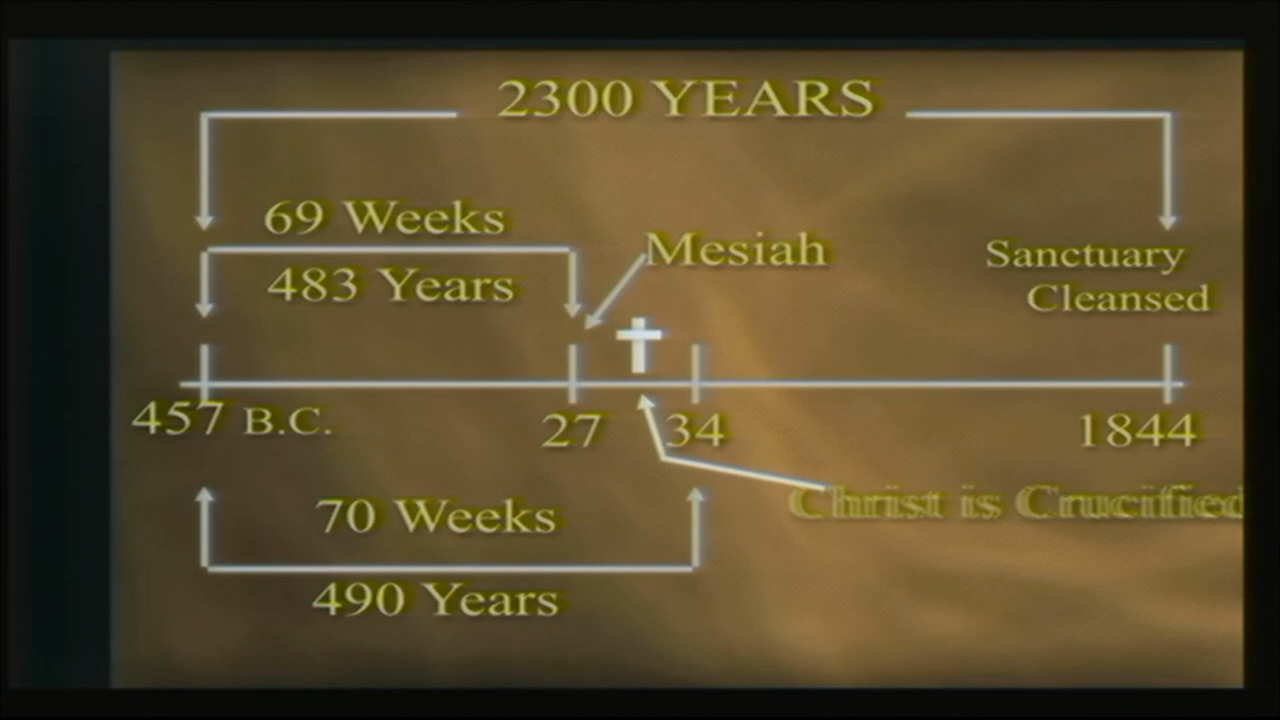 2300 YEARS
69 Weeks
483 Years
Mesiah
Sanctuary
Cleansed
457 B.C.
27
34
1844
Christ is Crucified
70 Weeks
490 Years